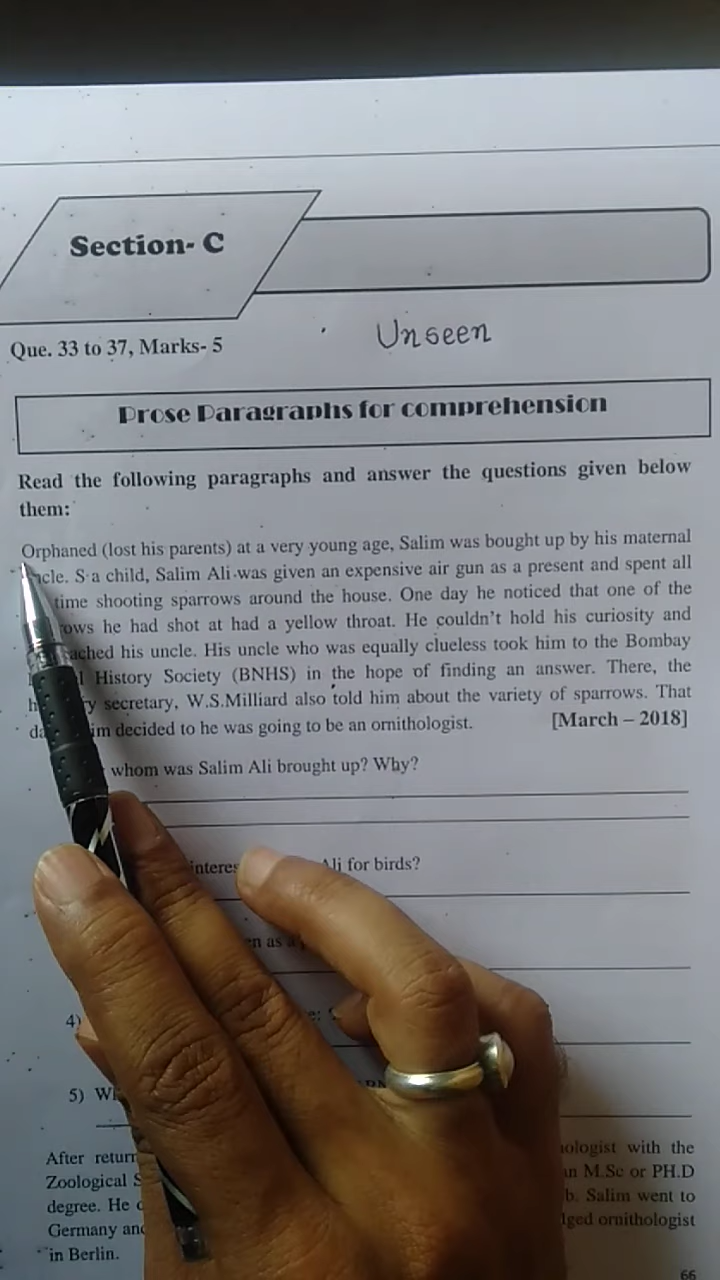 Section- C
Que. 33 to 37, Marks- 5
Unseen
Prose Paragraphs for comprehension
Read the following paragraphs and answer the questions given below
them:
Orphaned (lost his parents) at a very young age, Salim was bought up by his maternal
cle. S a child, Salim Ali was given an expensive air gun as a present and spent all
time shooting sparrows around the house. One day he noticed that one of the
ows he had shot at had a yellow throat. He couldn't hold his curiosity and
ached his uncle. His uncle who was equally clueless took him to the Bombay
l History Society (BNHS) in the hope of finding an answer. There, the
h y secretary, W.S.Milliard also told him about the variety of sparrows. That
da im decided to he was going to be an ornithologist. [March – 2018]
whom was Salim Ali brought up? Why?
interes Ali for birds?
en as a
4) e:
5) W
After return ologist with the
Zoological S an M.Sc or PH.D
degree. He b. Salim went to
Germany and lged ornithologist
in Berlin.
66